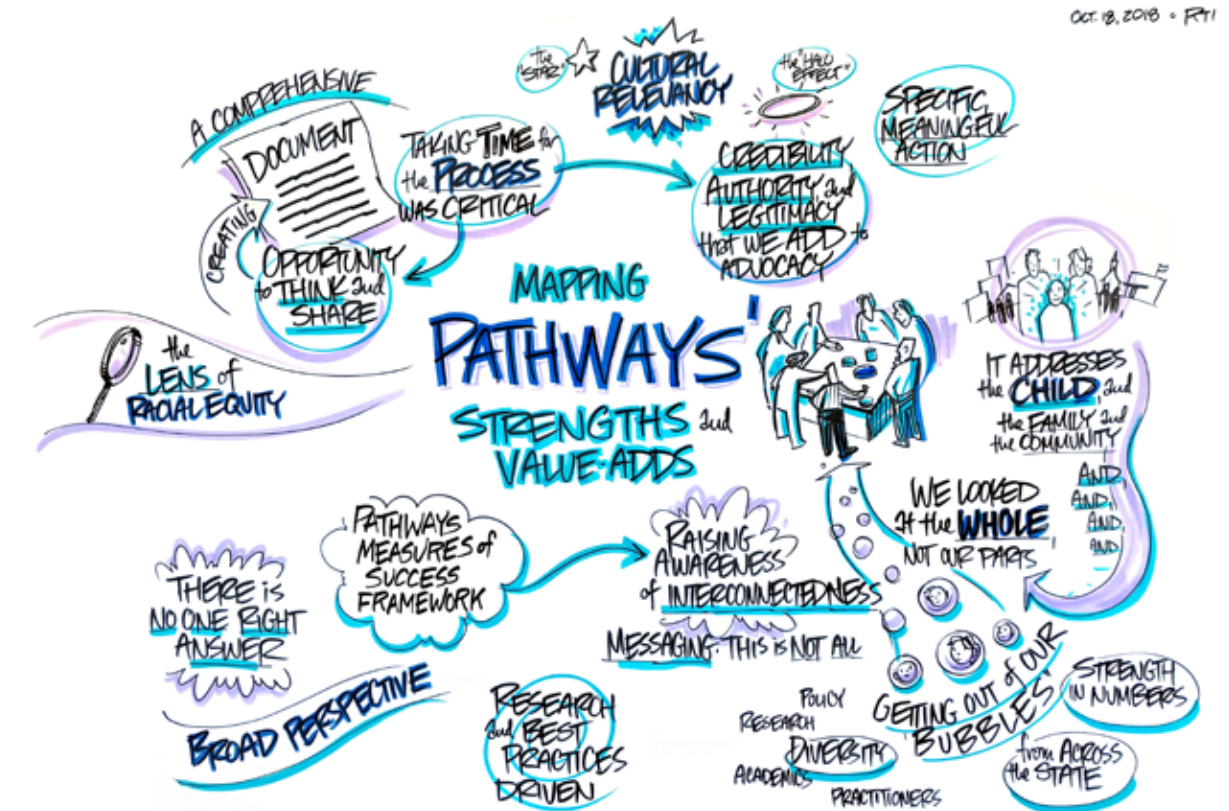 OCT. 18, 2018 • RTI
the
"STAR"
CULTURAL
RELEVANCY
the "HALO
EFFECT"
SPECIFIC,
MEANINGFUL
ACTION
A COMPREHENSIVE
DOCUMENT
CREATING
TAKING TIME for
the PROCESS
WAS CRITICAL
CREDIBILITY
AUTHORITY and
LEGITIMACY
that WE ADD to
ADVOCACY
OPPORTUNITY
to THINK and
SHARE
the
LENS of
RACIAL EQUITY
MAPPING
PATHWAYS'
STRENGTHS and
VALUE-ADDS
IT ADDRESSES
the CHILD, and
the FAMILY and
the COMMUNITY
AND,
AND,
AND,
AND,
WE LOOKED
at the WHOLE,
NOT OUR PARTS
PATHWAYS
MEASURES of
SUCCESS
FRAMEWORK
RAISING
AWARENESS
of INTERCONNECTEDNESS
MESSAGING: THIS is NOT ALL
THERE is
NO ONE RIGHT
ANSWER
BROAD PERSPECTIVE
RESEARCH
and BEST
PRACTICES
DRIVEN
POLICY
RESEARCH
DIVERSITY
ACADEMICS
PRACTITIONERS
GETTING OUT of OUR
"BUBBLES"
STRENGTH
IN NUMBERS
from ACROSS
the STATE